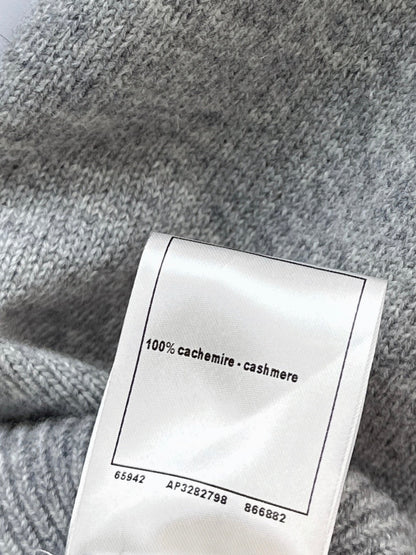 100% cachemire - cashmere
65942 AP3282798 866882